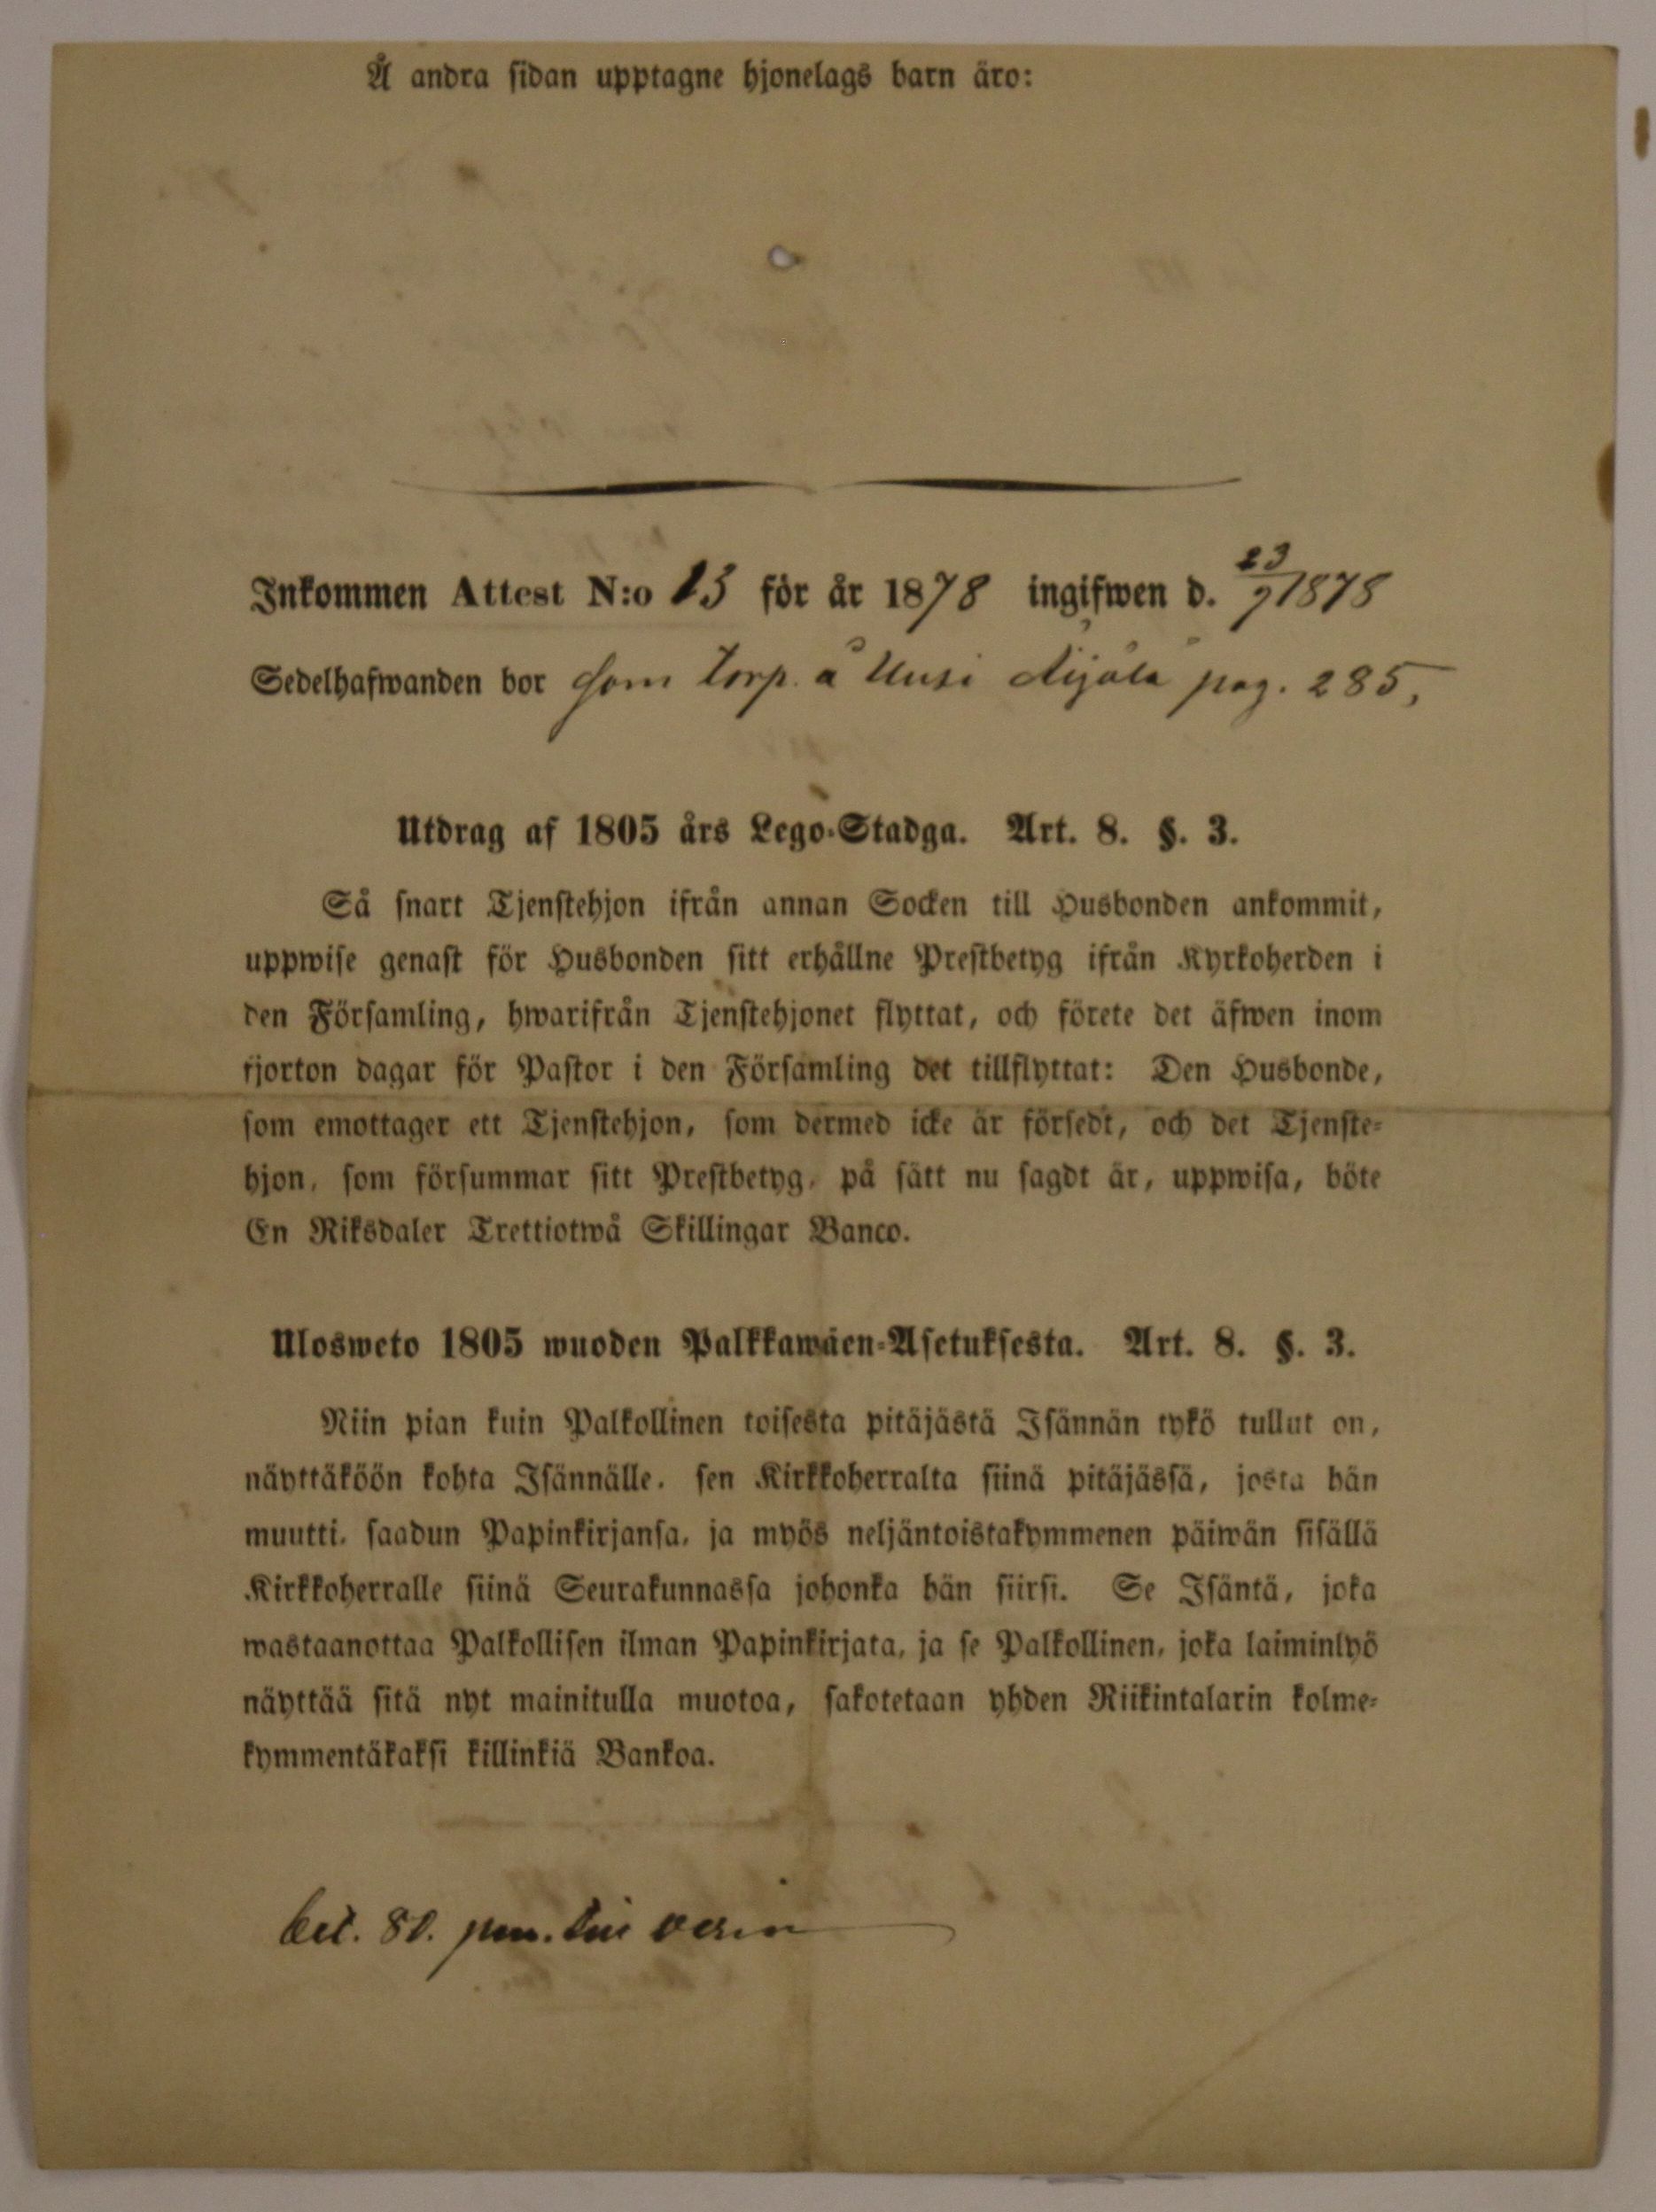 Å andra sidan upptagne hjonelags barn äro:
Inkommen Attest N:o 13 för år 1878 ingifwen d. 23/9 1878
Sedelhafwanden bor som torp. å Uusi Äijälä pag. 285,
Utdrag af 1805 års Lego-Stadga. Art. 8. §. 3.
Så snart Tjenstehjon ifrån annan Socken till Husbonden ankommit,
uppwise genast för Husbonden sitt erhållne Prestbetyg ifrån Kyrkoherden i
den Församling, hwarifrån Tjenstehjonet flyttat, och förete det äfwen inom
fjorton dagar för Pastor i den Församling det tillflyttat: Den Husbonde,
som emottager ett Tjenstehjon, som dermed icke är försedt, och det Tjenste-
hjon, som försummar sitt Prestbetyg, på sätt nu sagdt är, uppwisa, böte
En Riksdaler Trettiotwå Skillingar Banco.
Ulosweto 1805 wuoden Palkkawäen-Asetuksesta. Art. 8. §. 3.
Niin pian kuin Palkollinen toisesta pitäjästä Isännän tykö tullut on,
näyttäköön kohta Isännälle, sen Kirkkoherralta siinä pitäjässä, josta hän
muutti, saadun Papinkirjansa, ja myös neljäntoistakymmenen päiwän sisällä
Kirkkoherralle siinä Seurakunnassa johonka hän siirsi. Se Isäntä, joka
wastaanottaa Palkollisen ilman Papinkirjata, ja se Palkollinen, joka laiminlyö
näyttää sitä nyt mainitulla muotoa, sakotetaan yhden Riikintalarin kolme-
kymmentäkaksi killinkiä Bankoa.
bet. 80. pen.